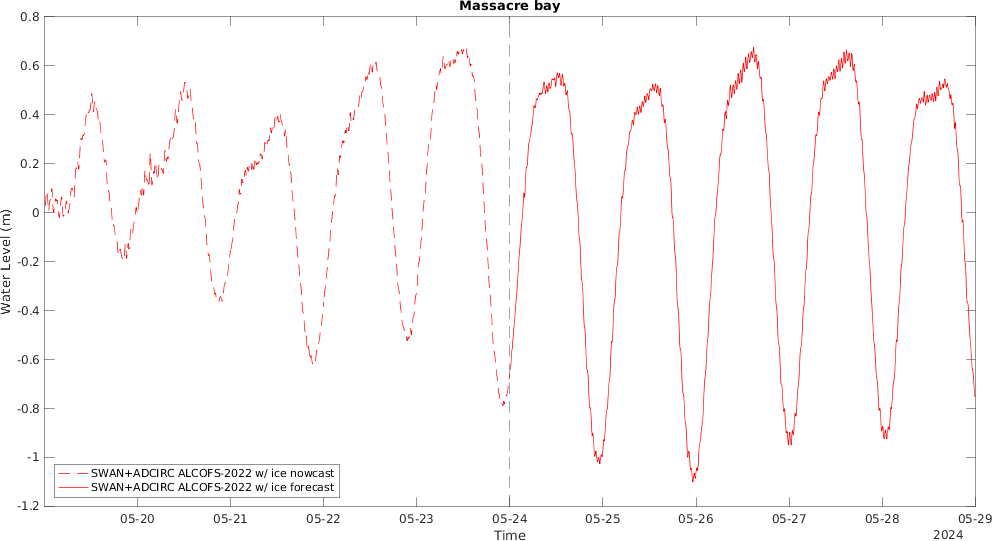 Massacre bay
0.8
0.6
0.4
0.2
0
-0.2
-0.4
-0.6
-0.8
-1
-1.2
Water Level (m)
SWAN+ADCIRC ALCOFS-2022 w/ ice nowcast
SWAN+ADCIRC ALCOFS-2022 w/ ice forecast
05-20 05-21 05-22 05-23 05-24 05-25 05-26 05-27 05-28 05-29
Time
2024